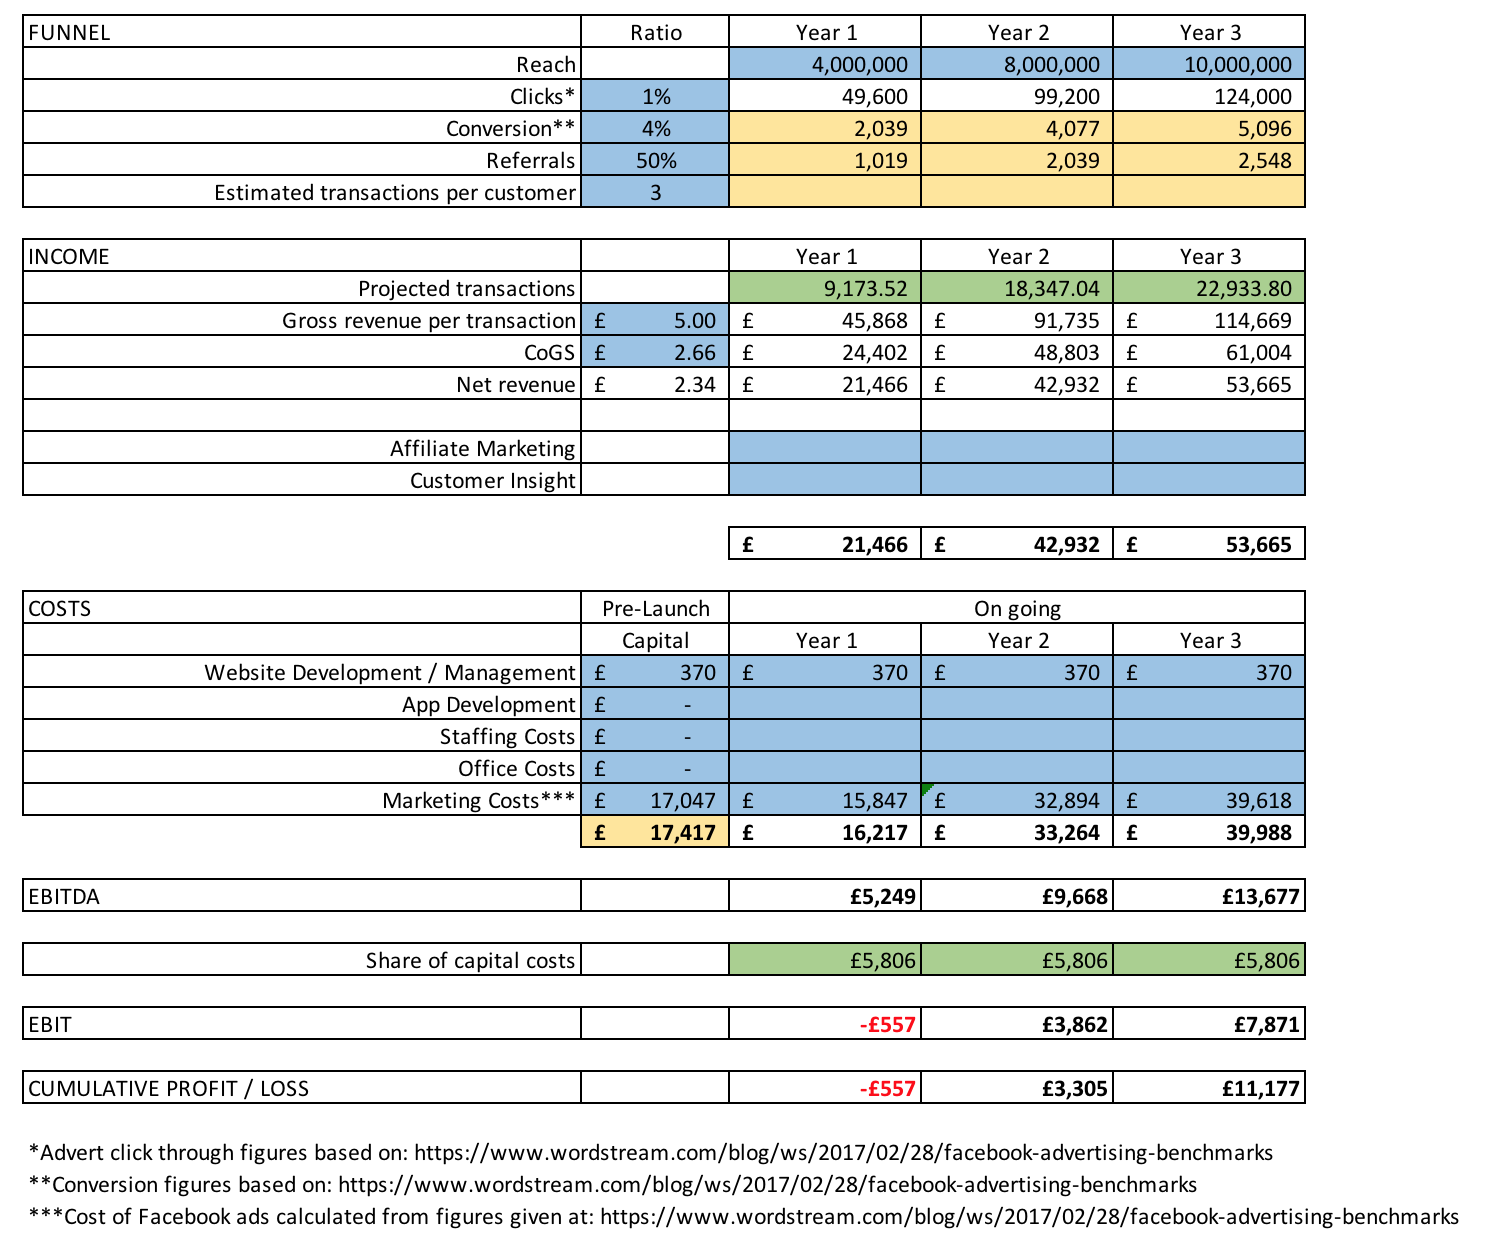 FUNNEL Ratio Year 1 Year 2 Year 3
Reach 4,000,000 8,000,000 10,000,000
Clicks* 1% 49,600 99,200 124,000
Conversion** 4% 2,039 4,077 5,096
Referrals 50% 1,019 2,039 2,548
Estimated transactions per customer 3
INCOME Year 1 Year 2 Year 3
Projected transactions 9,173.52 18,347.04 22,933.80
Gross revenue per transaction £ 5.00 £ 45,868 £ 91,735 £ 114,669
CoGS £ 2.66 £ 24,402 £ 48,803 £ 61,004
Net revenue £ 2.34 £ 21,466 £ 42,932 £ 53,665
Affiliate Marketing
Customer Insight
£ 21,466 £ 42,932 £ 53,665
COSTS Pre-Launch On going
Capital Year 1 Year 2 Year 3
Website Development / Management £ 370 £ 370 £ 370 £ 370
App Development £ -
Staffing Costs £ -
Office Costs £ -
Marketing Costs*** £ 17,047 £ 15,847 £ 32,894 £ 39,618
£ 17,417 £ 16,217 £ 33,264 £ 39,988
EBITDA £5,249 £9,668 £13,677
Share of capital costs £5,806 £5,806 £5,806
EBIT -£557 £3,862 £7,871
CUMULATIVE PROFIT / LOSS -£557 £3,305 £11,177
*Advert click through figures based on: https://www.wordstream.com/blog/ws/2017/02/28/facebook-advertising-benchmarks
**Conversion figures based on: https://www.wordstream.com/blog/ws/2017/02/28/facebook-advertising-benchmarks
***Cost of Facebook ads calculated from figures given at: https://www.wordstream.com/blog/ws/2017/02/28/facebook-advertising-benchmarks